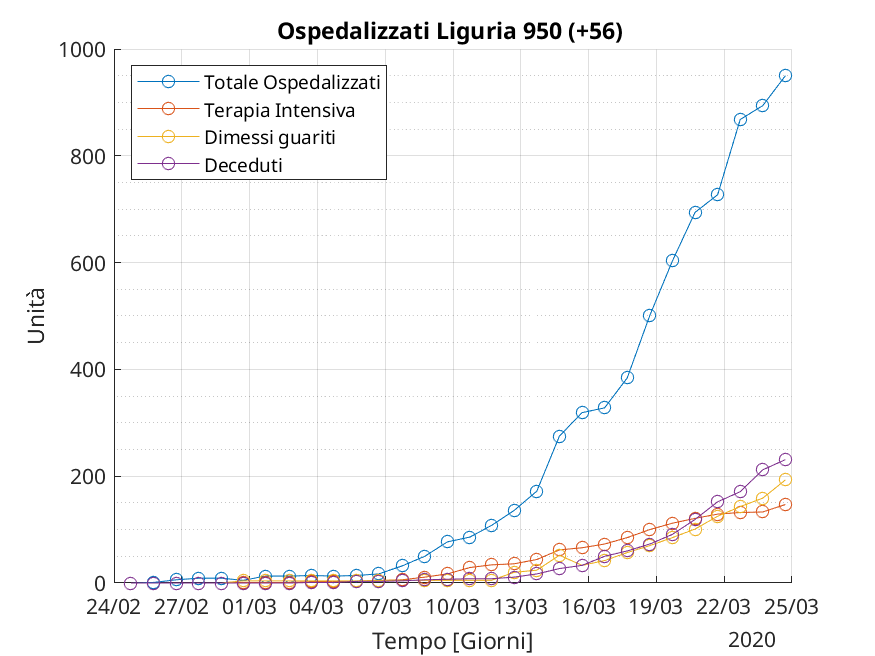 Ospedalizzati Liguria 950 (+56)
1000
800
600
400
200
0
Unità
Totale Ospedalizzati
Terapia Intensiva
Dimessi guariti
Deceduti
24/02 27/02 01/03 04/03 07/03 10/03 13/03 16/03 19/03 22/03 25/03
Tempo [Giorni]
2020